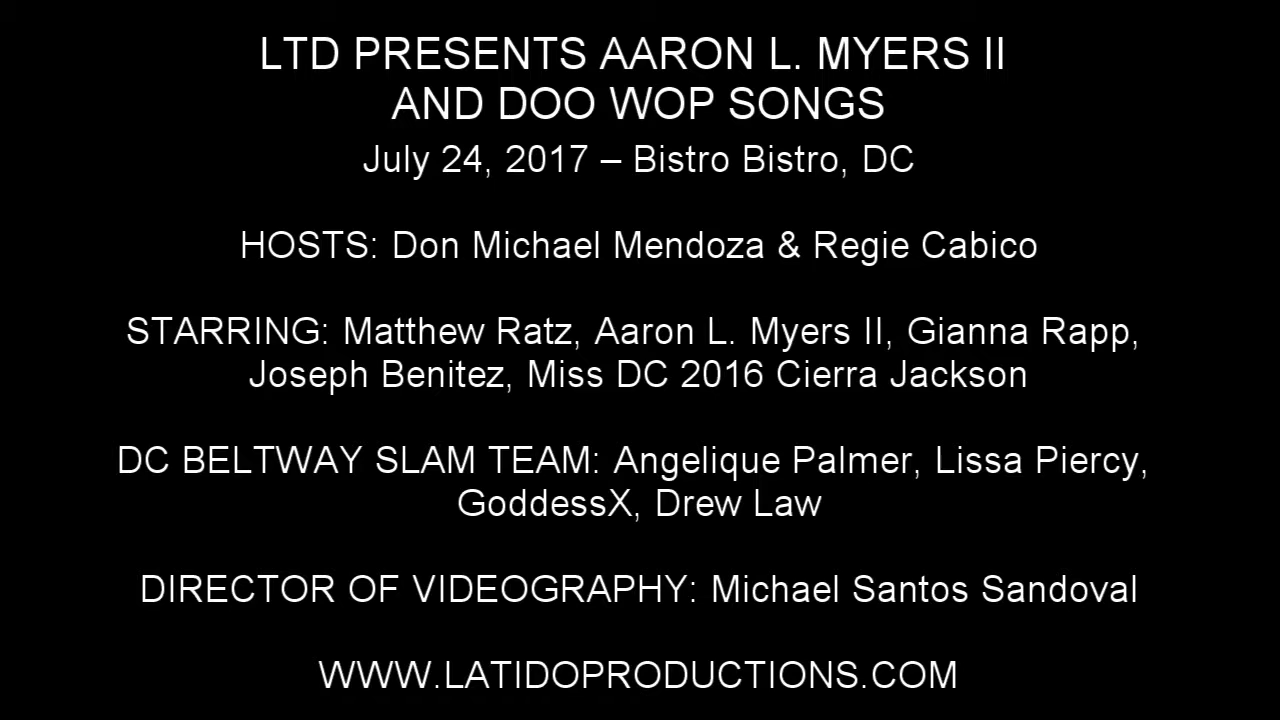 LTD PRESENTS AARON L. MYERS II
AND DOO WOP SONGS
July 24, 2017 – Bistro Bistro, DC
HOSTS: Don Michael Mendoza & Regie Cabico
STARRING: Matthew Ratz, Aaron L. Myers II, Gianna Rapp,
Joseph Benitez, Miss DC 2016 Cierra Jackson
DC BELTWAY SLAM TEAM: Angelique Palmer, Lissa Piercy,
GoddessX, Drew Law
DIRECTOR OF VIDEOGRAPHY: Michael Santos Sandoval
WWW.LATIDOPRODUCTIONS.COM